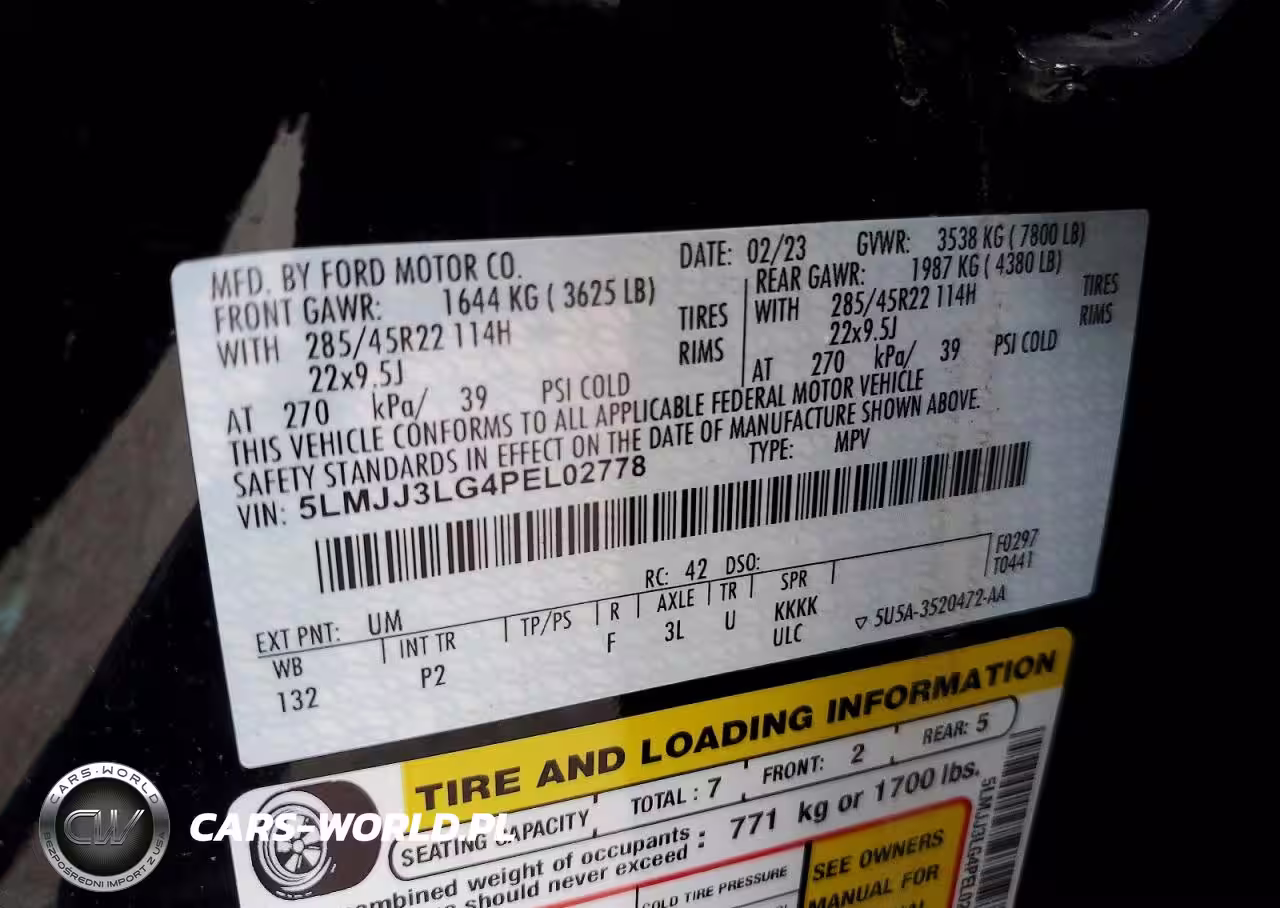 MFD. BY FORD MOTOR CO. DATE: 02/23 GVWR: 3538 KG ( 7800 LB)
FRONT GAWR: 1644 KG ( 3625 LB) REAR GAWR: 1987 KG ( 4380 LB)
WITH 285/45R22 114H TIRES WITH 285/45R22 114H TIRES
22x9.5J RIMS 22x9.5J RIMS
AT 270 kPa/ 39 PSI COLD AT 270 kPa/ 39 PSI COLD
THIS VEHICLE CONFORMS TO ALL APPLICABLE FEDERAL MOTOR VEHICLE
SAFETY STANDARDS IN EFFECT ON THE DATE OF MANUFACTURE SHOWN ABOVE.
VIN: 5LMJJ3LG4PEL02778 TYPE: MPV
F0297
T0441
EXT PNT: UM RC: 42 DSO:
WB INT TR TP/PS R AXLE TR SPR
132 P2 F 3L U KKKK
ULC
▽ 5U5A-3520472-AA
TIRE AND LOADING INFORMATION
SEATING CAPACITY TOTAL : 7 FRONT: 2 REAR: 5
mbined weight of occupants : 771 kg or 1700 lbs.
should never exceed :
COLD TIRE PRESSURE
SEE OWNERS
MANUAL FOR
5LMJJ3LG4PEL02
CARS-WORLD
CW
BEZPOŚREDNI IMPORT Z USA
CARS-WORLD.PL